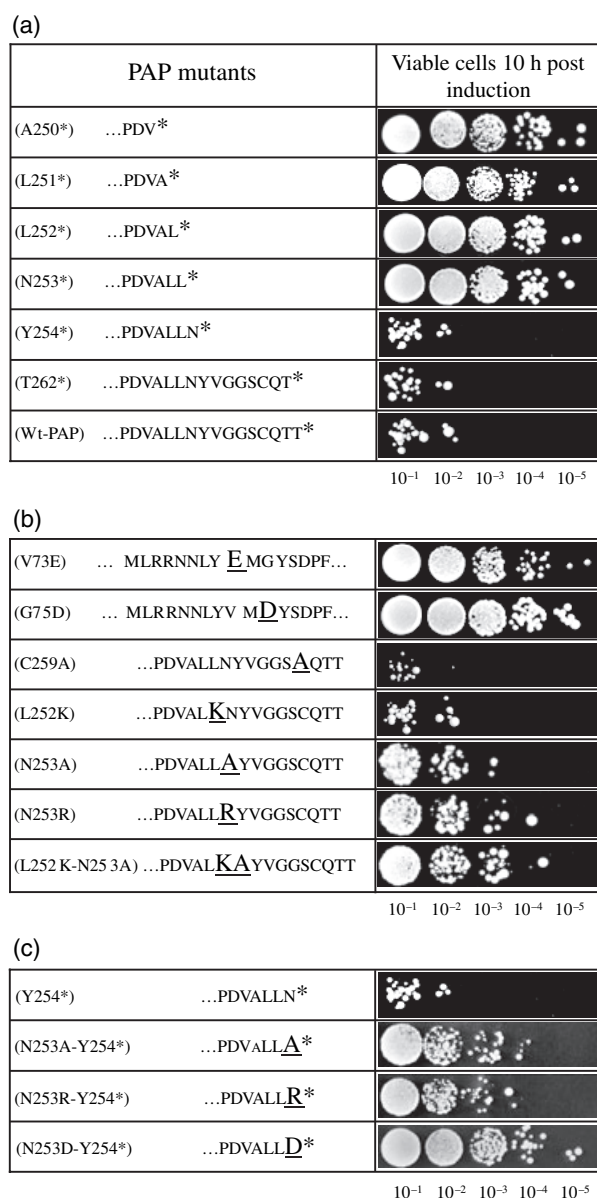 (a)
PAP mutants
Viable cells 10 h post
induction
(A250*) ...PDV*
(L251*) ...PDVA*
(L252*) ...PDVAL*
(N253*) ...PDVALL*
(Y254*) ...PDVALLN*
(T262*) ...PDVALLNYVGGSCQT*
(Wt-PAP) ...PDVALLNYVGGSCQTT*
10⁻¹ 10⁻² 10⁻³ 10⁻⁴ 10⁻⁵
(b)
(V73E) ... MLRRNNLY E MGYSDPF...
(G75D) ... MLRRNNLYV MDYSDPF...
(C259A) ...PDVALLNYVGGSAQTT
(L252K) ...PDVALKNYVGGSCQTT
(N253A) ...PDVALLAYVGGSCQTT
(N253R) ...PDVALLRYVGGSCQTT
(L252 K-N25 3A) ...PDVALKAYVGGSCQTT
10⁻¹ 10⁻² 10⁻³ 10⁻⁴ 10⁻⁵
(c)
(Y254*) ...PDVALLN*
(N253A-Y254*) ...PDVALLA*
(N253R-Y254*) ...PDVALLR*
(N253D-Y254*) ...PDVALLD*
10⁻¹ 10⁻² 10⁻³ 10⁻⁴ 10⁻⁵